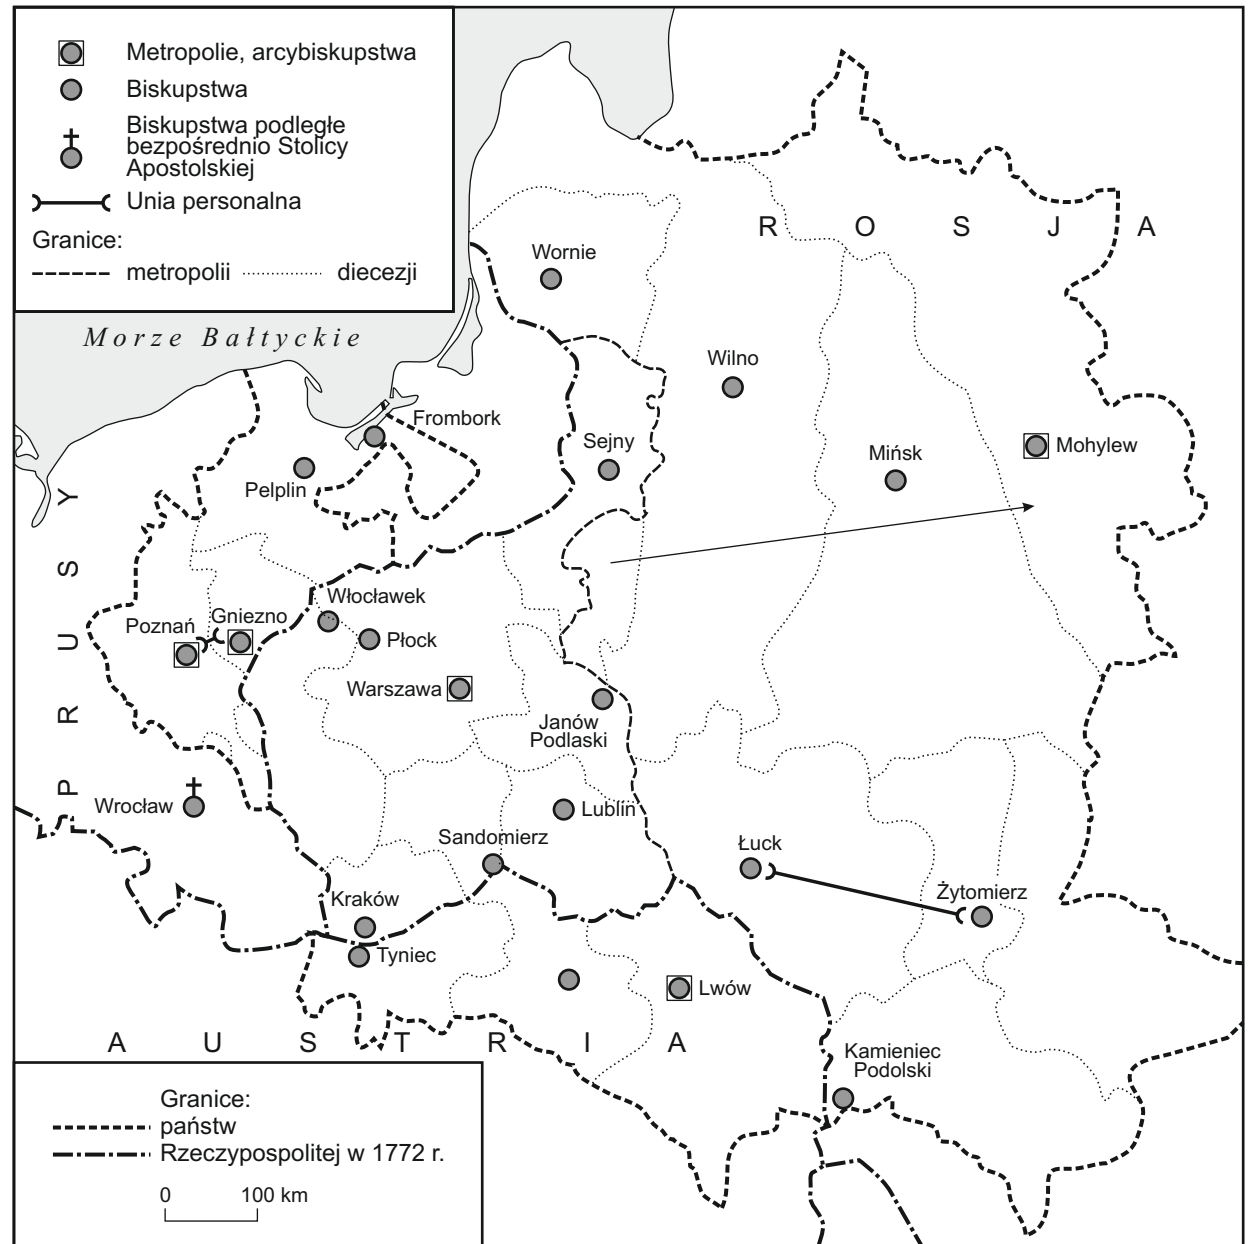 Metropolie, arcybiskupstwa
Biskupstwa
Biskupstwa podległe
bezpośrednio Stolicy
Apostolskiej
Unia personalna
Granice:
metropolii diecezji
R O S J A
Wornie
Morze Bałtyckie
Wilno
Frombork
Sejny
Mohylew
Mińsk
Pelplin
P R U S Y
Włocławek
Gniezno
Poznań
Płock
Warszawa
Janów
Podlaski
Wrocław
Lublin
Sandomierz
Łuck
Żytomierz
Kraków
Tyniec
Lwów
A U S T R I A
Kamieniec
Podolski
Granice:
państw
Rzeczypospolitej w 1772 r.
0 100 km